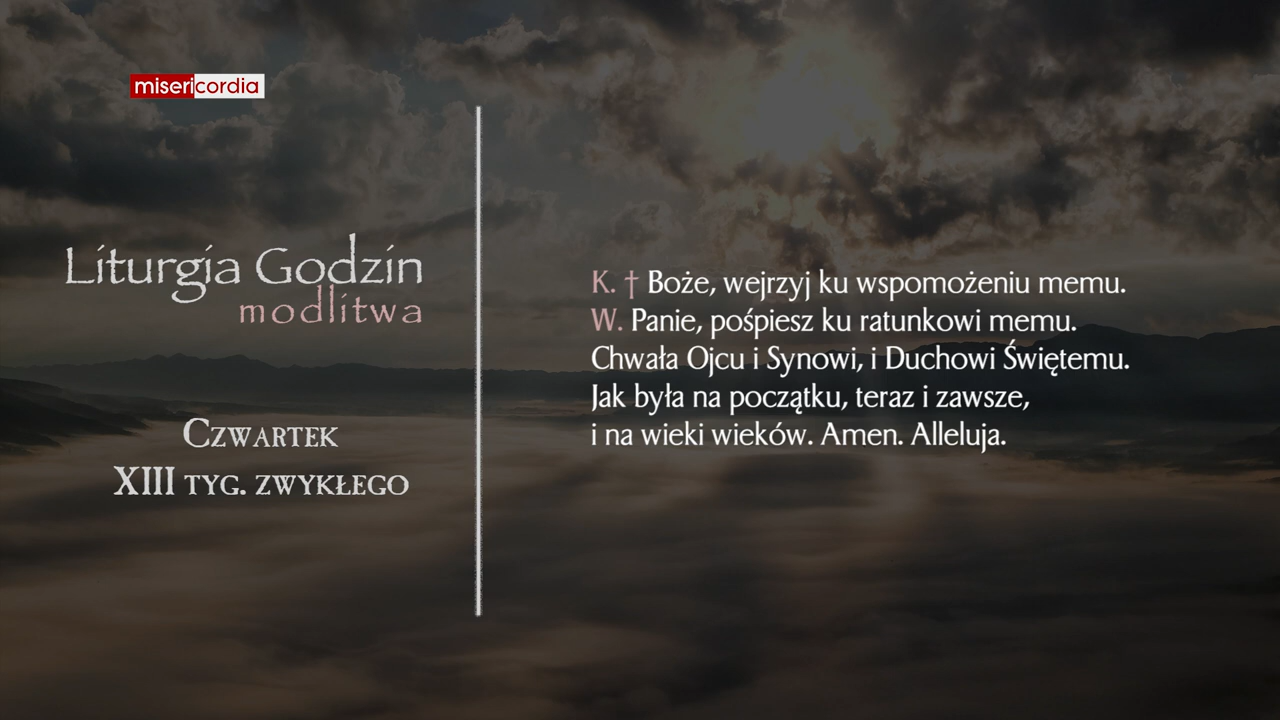 misericordia
Liturgia Godzin
modlitwa
Czwartek
XIII tyg. zwykłego
K. † Boże, wejrzyj ku wspomożeniu memu.
W. Panie, pośpiesz ku ratunkowi memu.
Chwała Ojcu i Synowi, i Duchowi Świętemu.
Jak była na początku, teraz i zawsze,
i na wieki wieków. Amen. Alleluja.